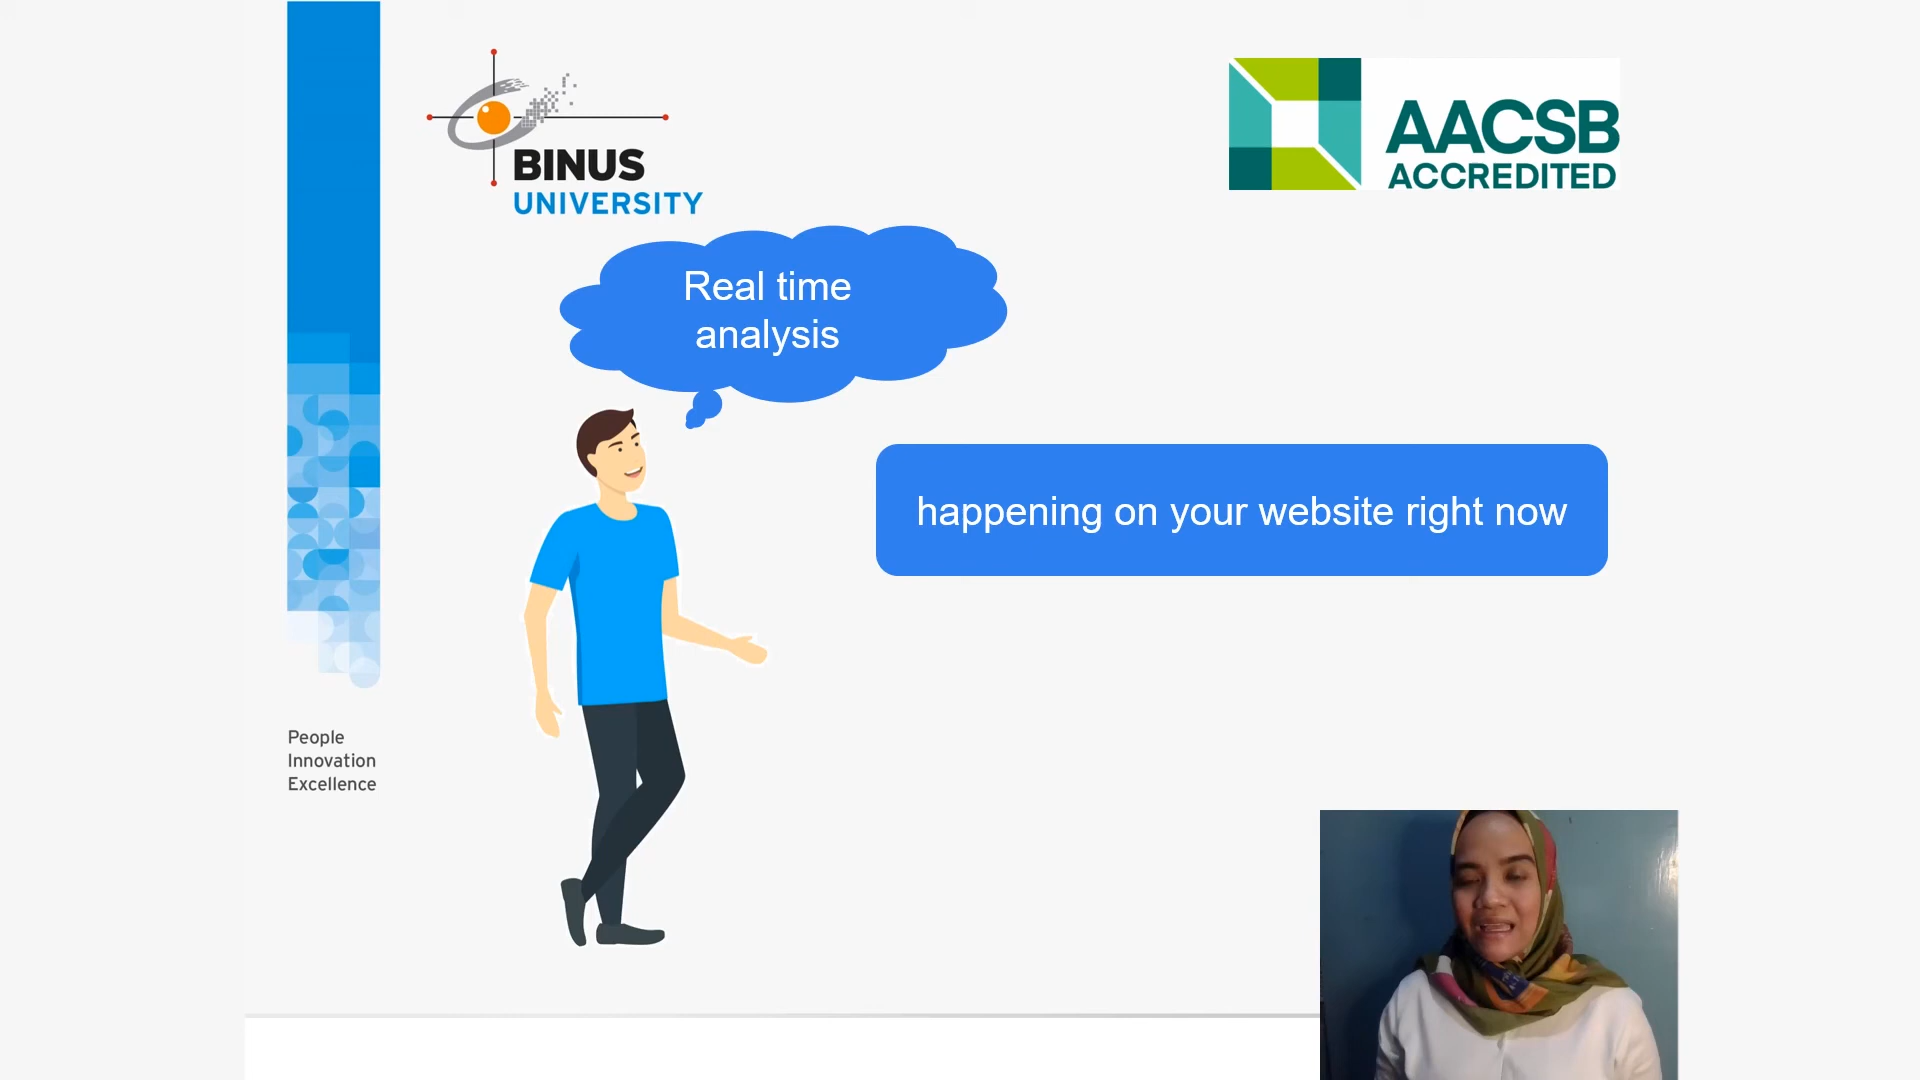 BINUS
UNIVERSITY
AACSB
ACCREDITED
Real time
analysis
happening on your website right now
People
Innovation
Excellence